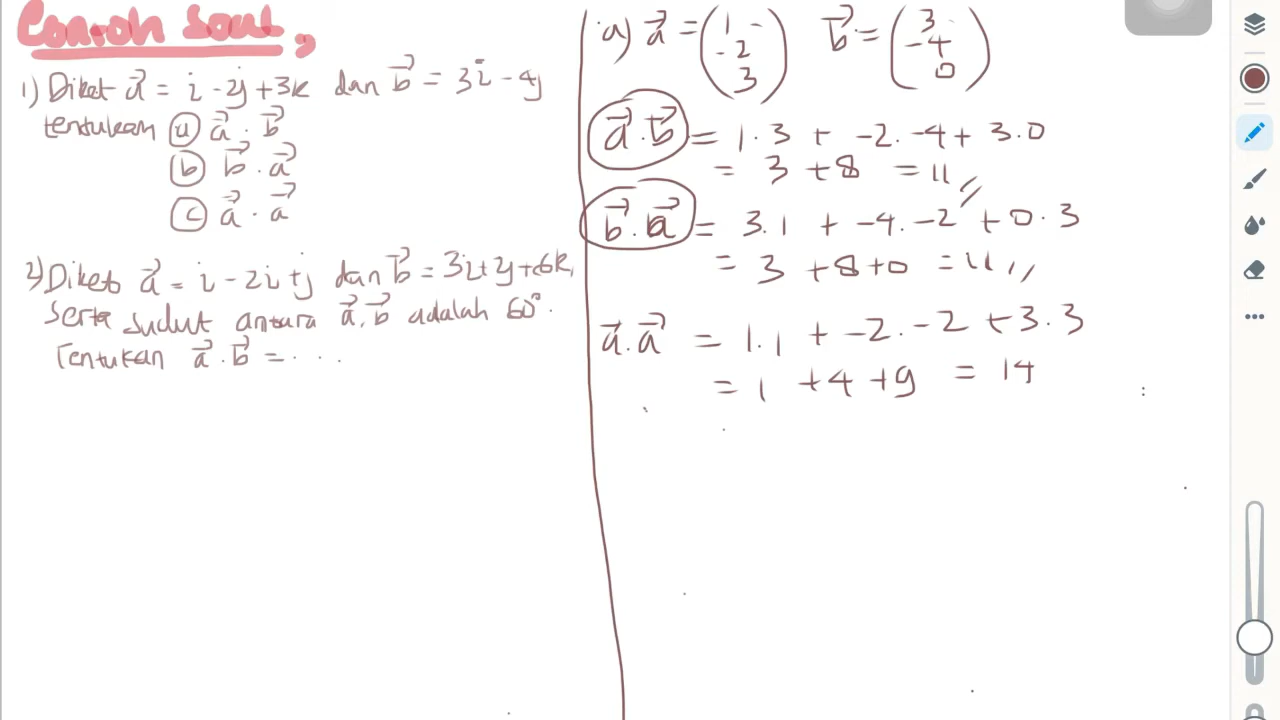 Contoh Soal,
1) Diket a⃗ = i - 2j + 3k dan b⃗ = 3i - 4j
tentukan (a) a⃗ . b⃗
(b) b⃗ . a⃗
(c) a⃗ . a⃗
2) Diket a⃗ = i - 2i + j dan b⃗ = 3i + 2j + 6k,
serta sudut antara a⃗, b⃗ adalah 60°.
Tentukan a⃗ . b⃗ = . . .
a) a⃗ = (1 -2 3) b⃗ = (3 -4 0)
a⃗ . b⃗ = 1.3 + -2.-4 + 3.0
= 3 + 8 = 11 //
b⃗ . a⃗ = 3.1 + -4.-2 + 0.3
= 3 + 8 + 0 = 11 //
a⃗ . a⃗ = 1.1 + -2.-2 + 3.3
= 1 + 4 + 9 = 14